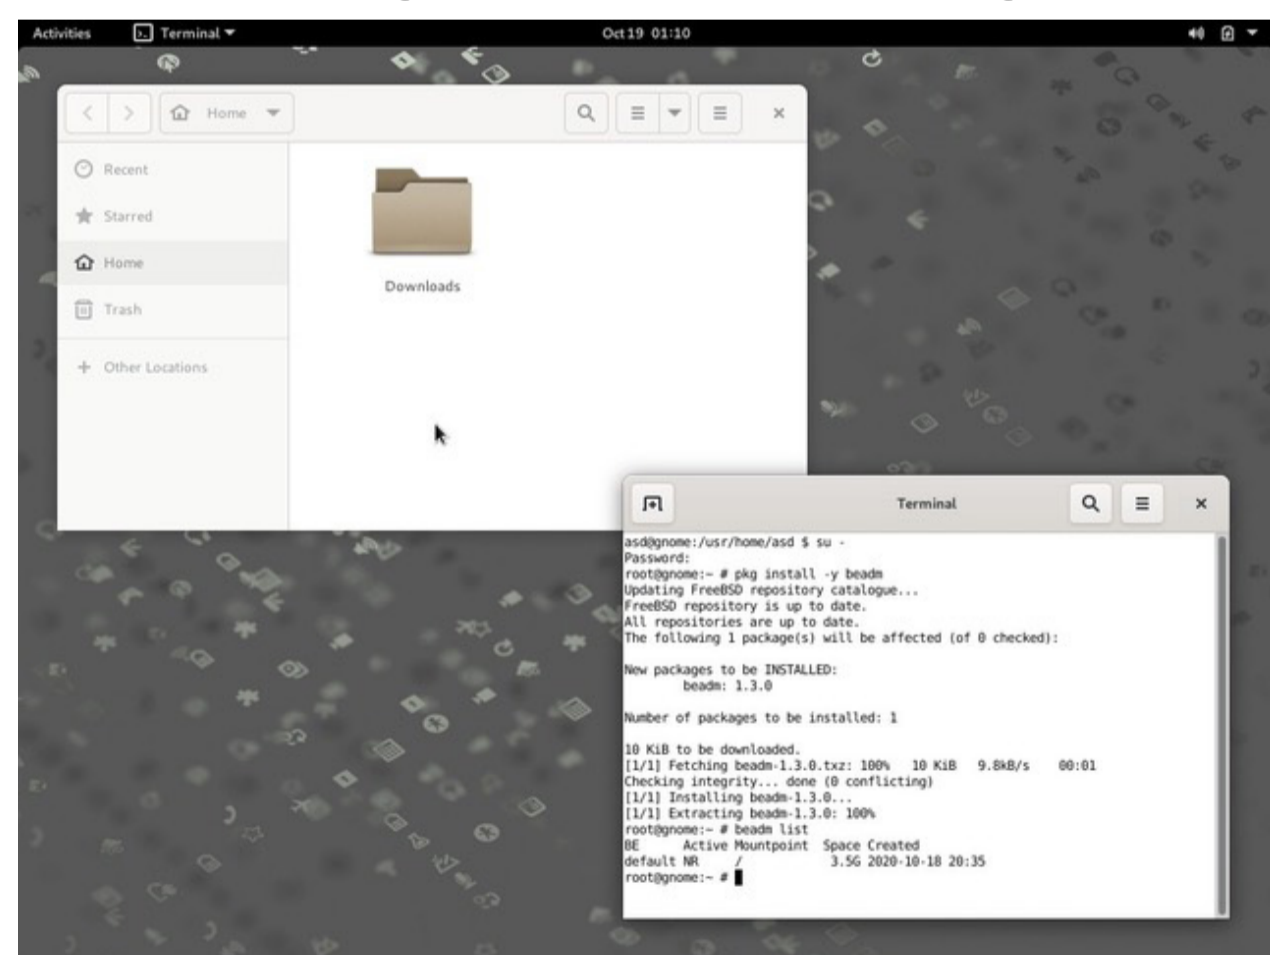 Activities Terminal Oct 19 01:10
Home
Recent
Starred
Home
Trash
Other Locations
Downloads
Terminal
asd@gnome:/usr/home/asd $ su -
Password:
root@gnome:~ # pkg install -y beadm
Updating FreeBSD repository catalogue...
FreeBSD repository is up to date.
All repositories are up to date.
The following 1 package(s) will be affected (of 0 checked):
New packages to be INSTALLED:
beadm: 1.3.0
Number of packages to be installed: 1
10 KiB to be downloaded.
[1/1] Fetching beadm-1.3.0.txz: 100% 10 KiB 9.8kB/s 00:01
Checking integrity... done (0 conflicting)
[1/1] Installing beadm-1.3.0...
[1/1] Extracting beadm-1.3.0: 100%
root@gnome:~ # beadm list
BE Active Mountpoint Space Created
default NR / 3.5G 2020-10-18 20:35
root@gnome:~ #